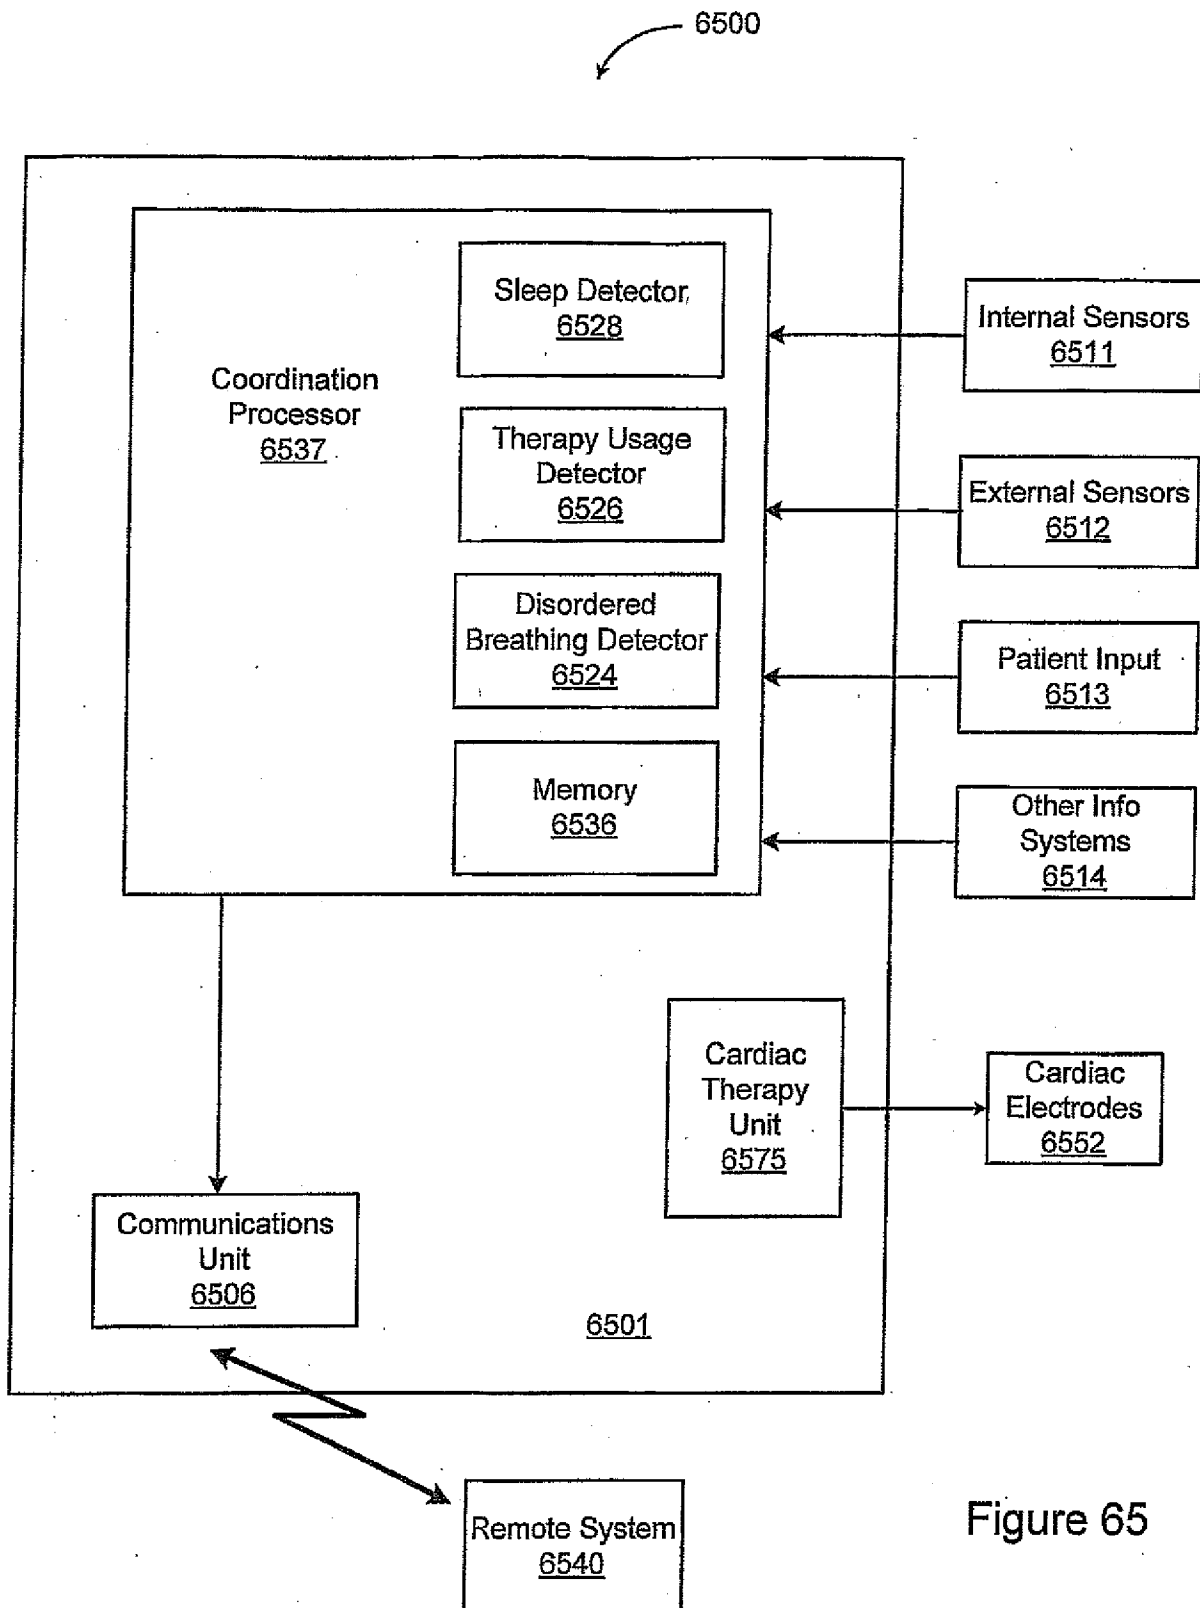 6500
Sleep Detector
6528
Coordination
Processor
6537
Therapy Usage
Detector
6526
Disordered
Breathing Detector
6524
Memory
6536
Internal Sensors
6511
External Sensors
6512
Patient Input
6513
Other Info
Systems
6514
Cardiac
Therapy
Unit
6575
Cardiac
Electrodes
6552
Communications
Unit
6506
6501
Remote System
6540
Figure 65